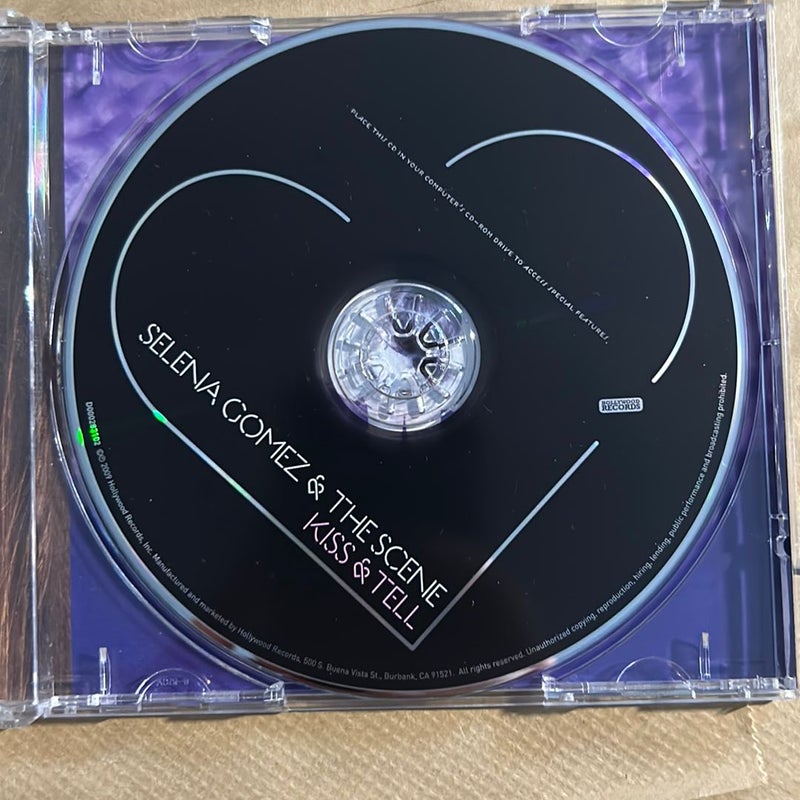 PLACE THIS CD IN YOUR COMPUTER'S CD-ROM DRIVE TO ACCESS SPECIAL FEATURES.
SELENA GOMEZ & THE SCENE
KISS & TELL
HOLLYWOOD
RECORDS
©℗ 2009 Hollywood Records, Inc. Manufactured and marketed by Hollywood Records, 500 S. Buena Vista St., Burbank, CA 91521. All rights reserved. Unauthorized copying, reproduction, hiring, lending, public performance and broadcasting prohibited.